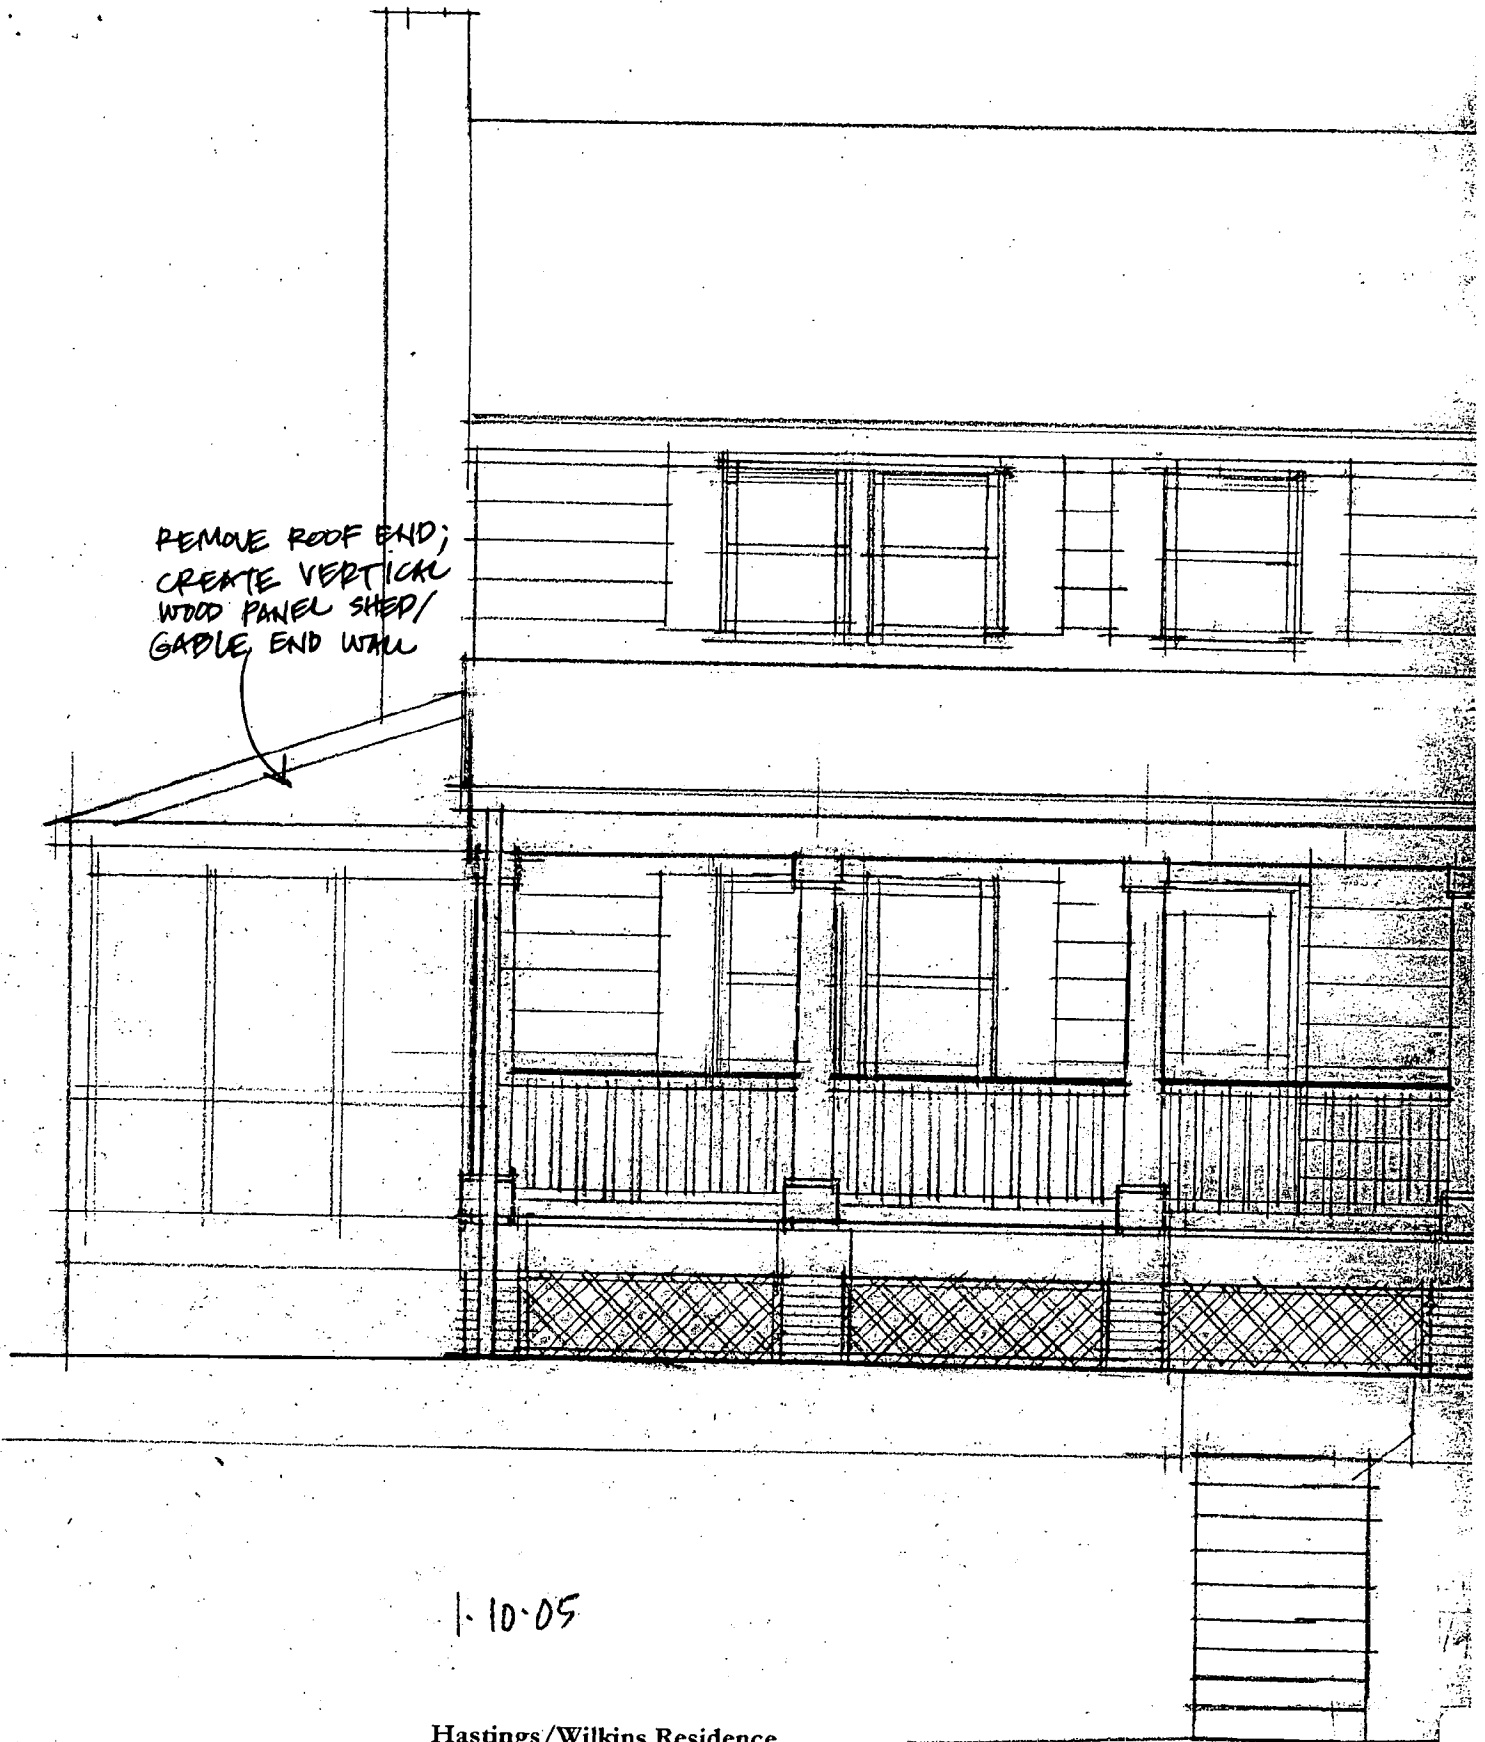 REMOVE ROOF END;
CREATE VERTICAL
WOOD PANEL SHED/
GABLE END WALL
1·10·05
Hastings/Wilkins Residence